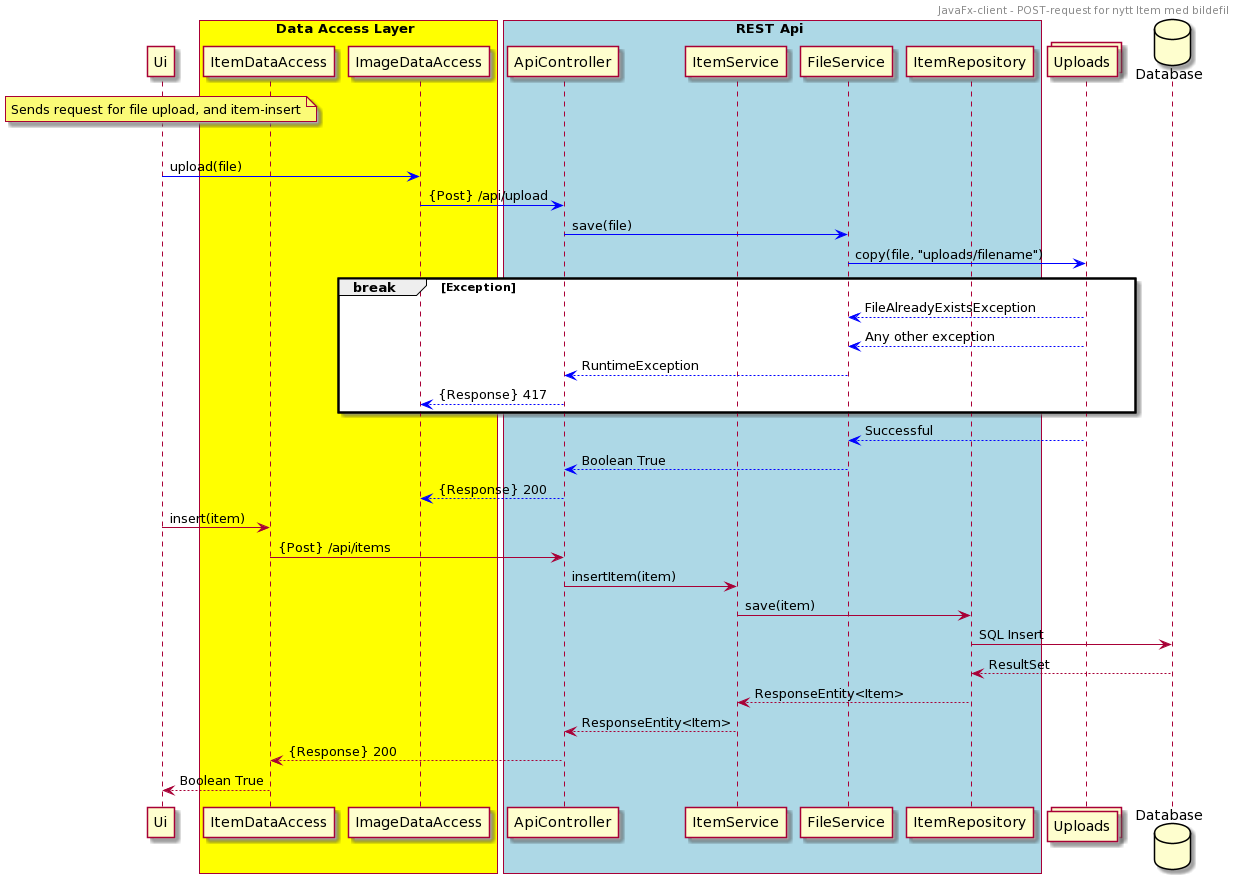 JavaFx-client - POST-request for nytt Item med bildefil
Data Access Layer
REST Api
Ui
ItemDataAccess
ImageDataAccess
ApiController
ItemService
FileService
ItemRepository
Uploads
Database
Sends request for file upload, and item-insert
upload(file)
{Post} /api/upload
save(file)
copy(file, "uploads/filename")
break
[Exception]
FileAlreadyExistsException
Any other exception
RuntimeException
{Response} 417
Successful
Boolean True
{Response} 200
insert(item)
{Post} /api/items
insertItem(item)
save(item)
SQL Insert
ResultSet
ResponseEntity<Item>
ResponseEntity<Item>
{Response} 200
Boolean True
Ui
ItemDataAccess
ImageDataAccess
ApiController
ItemService
FileService
ItemRepository
Uploads
Database